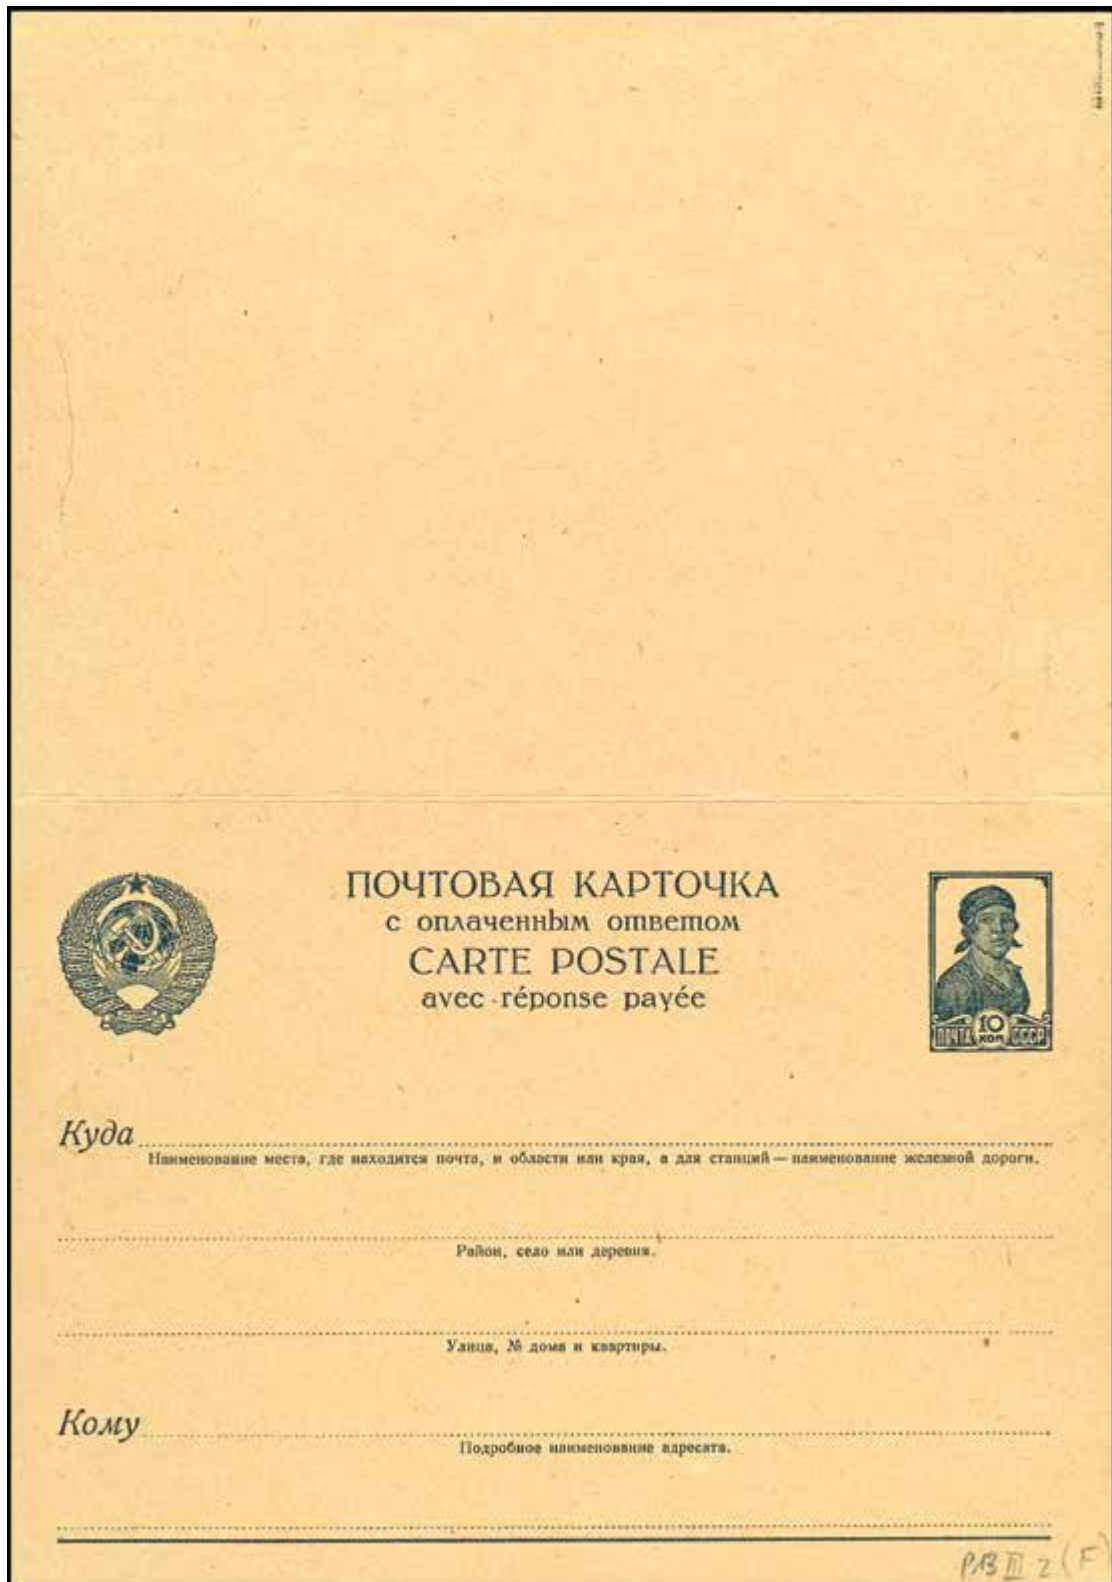 ПОЧТОВАЯ КАРТОЧКА
с оплаченным ответом
CARTE POSTALE
avec réponse payée
ПОЧТА 10 КОП СССР
Куда
Наименование места, где находится почта, и области или края, а для станций — наименование железной дороги.
Район, село или деревня.
Улица, № дома и квартиры.
Кому
Подробное наименование адресата.
III 2 (F)